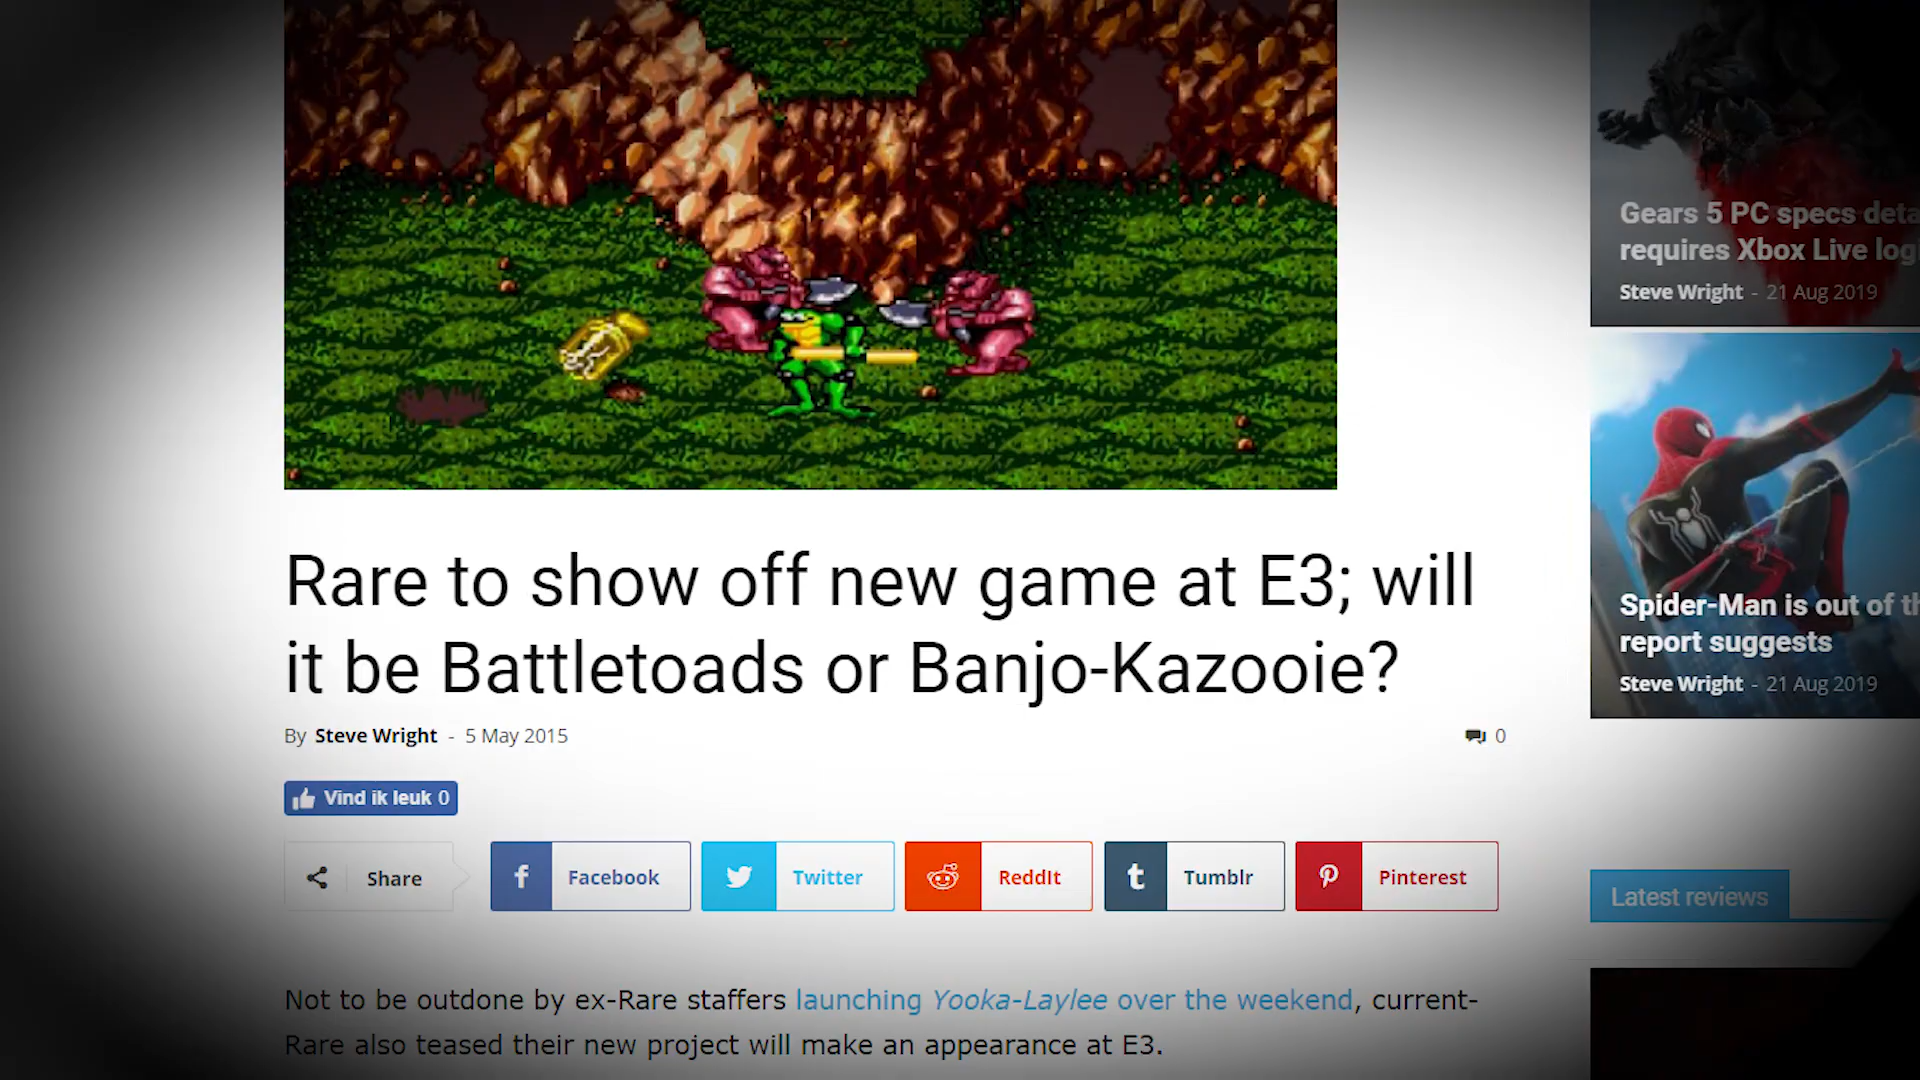 Rare to show off new game at E3; will
it be Battletoads or Banjo-Kazooie?
By Steve Wright - 5 May 2015
0
Vind ik leuk 0
Share
Facebook
Twitter
ReddIt
Tumblr
Pinterest
Not to be outdone by ex-Rare staffers launching Yooka-Laylee over the weekend, current-
Rare also teased their new project will make an appearance at E3.
Gears 5 PC specs deta
requires Xbox Live log
Steve Wright - 21 Aug 2019
Spider-Man is out of th
report suggests
Steve Wright - 21 Aug 2019
Latest reviews